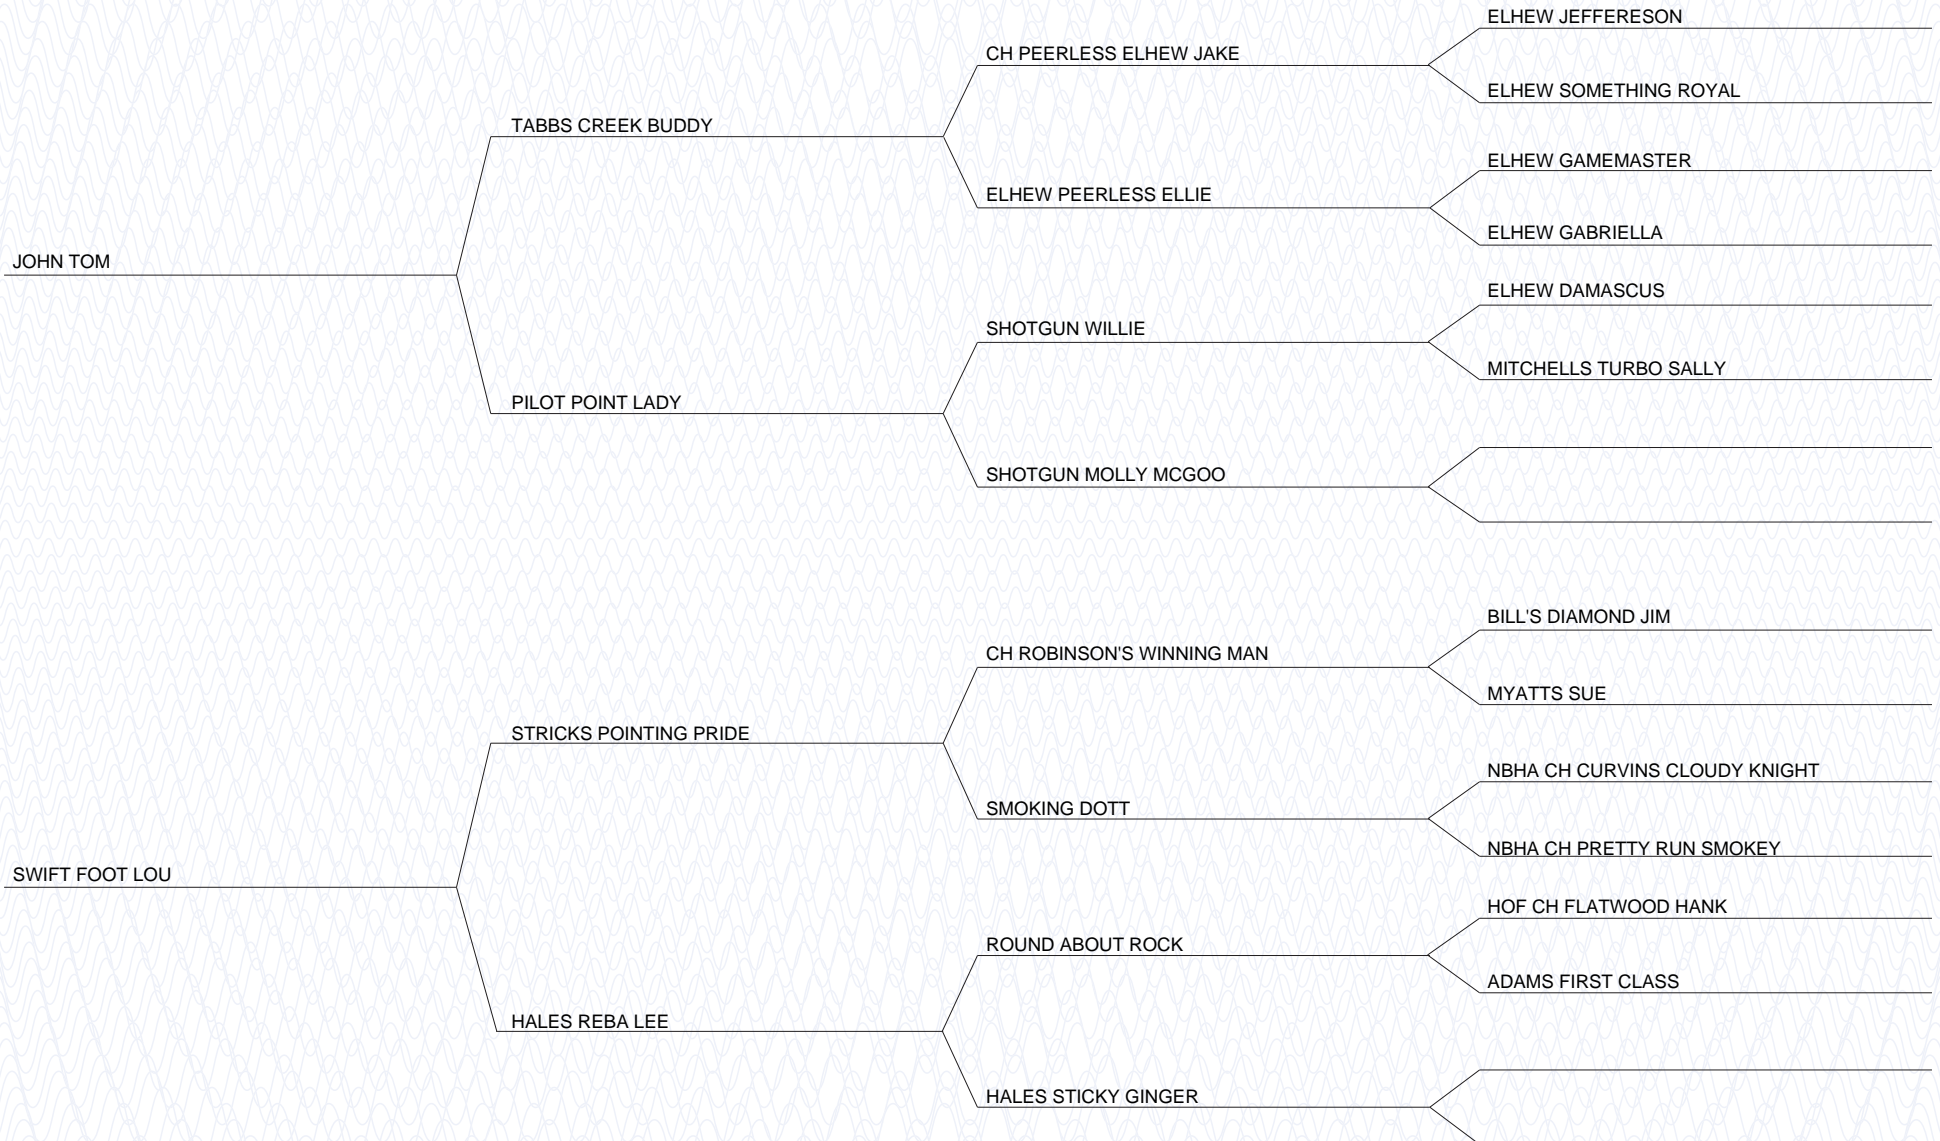 ELHEW JEFFERESON
CH PEERLESS ELHEW JAKE
ELHEW SOMETHING ROYAL
TABBS CREEK BUDDY
ELHEW GAMEMASTER
ELHEW PEERLESS ELLIE
ELHEW GABRIELLA
JOHN TOM
ELHEW DAMASCUS
SHOTGUN WILLIE
MITCHELLS TURBO SALLY
PILOT POINT LADY
SHOTGUN MOLLY MCGOO
BILL'S DIAMOND JIM
CH ROBINSON'S WINNING MAN
MYATTS SUE
STRICKS POINTING PRIDE
NBHA CH CURVINS CLOUDY KNIGHT
SMOKING DOTT
NBHA CH PRETTY RUN SMOKEY
SWIFT FOOT LOU
HOF CH FLATWOOD HANK
ROUND ABOUT ROCK
ADAMS FIRST CLASS
HALES REBA LEE
HALES STICKY GINGER